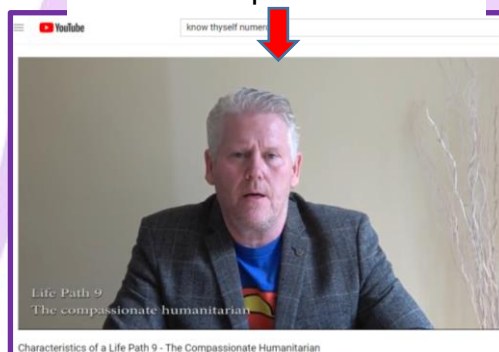 YouTube
know thyself numer
Life Path 9
The compassionate humanitarian
Characteristics of a Life Path 9 - The Compassionate Humanitarian